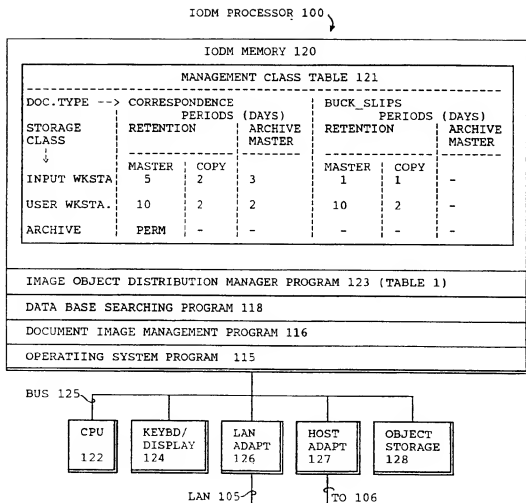 IODM PROCESSOR 100
IODM MEMORY 120
MANAGEMENT CLASS TABLE 121
DOC.TYPE --> CORRESPONDENCE BUCK_SLIPS
PERIODS (DAYS) PERIODS (DAYS)
STORAGE RETENTION ARCHIVE RETENTION ARCHIVE
CLASS MASTER MASTER
MASTER COPY MASTER COPY
INPUT WKSTA 5 2 3 1 1 -
USER WKSTA. 10 2 2 10 2 -
ARCHIVE PERM - - - - -
IMAGE OBJECT DISTRIBUTION MANAGER PROGRAM 123 (TABLE 1)
DATA BASE SEARCHING PROGRAM 118
DOCUMENT IMAGE MANAGEMENT PROGRAM 116
OPERATIING SYSTEM PROGRAM 115
BUS 125
CPU KEYBD/ LAN HOST OBJECT
DISPLAY ADAPT ADAPT STORAGE
122 124 126 127 128
LAN 105 TO 106